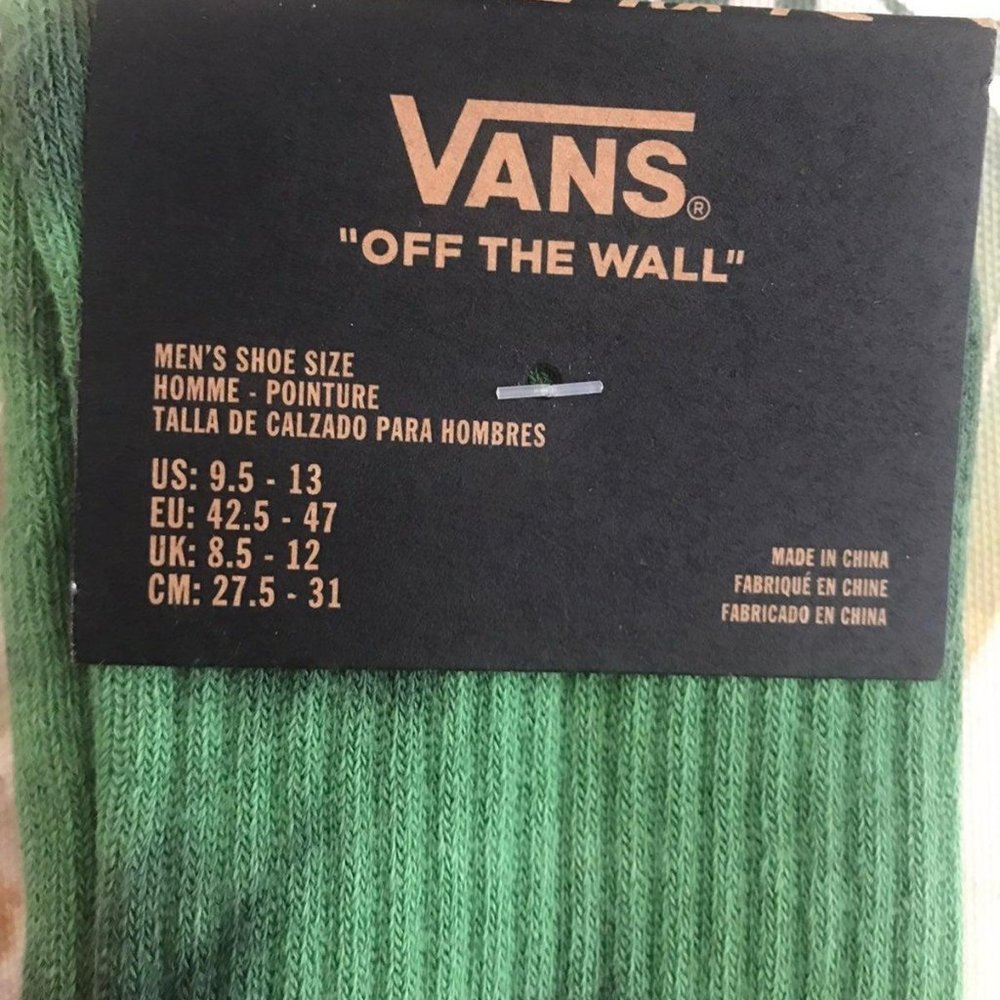 VANS®
"OFF THE WALL"
MEN'S SHOE SIZE
HOMME - POINTURE
TALLA DE CALZADO PARA HOMBRES
US: 9.5 - 13
EU: 42.5 - 47
UK: 8.5 - 12
CM: 27.5 - 31
MADE IN CHINA
FABRIQUÉ EN CHINE
FABRICADO EN CHINA